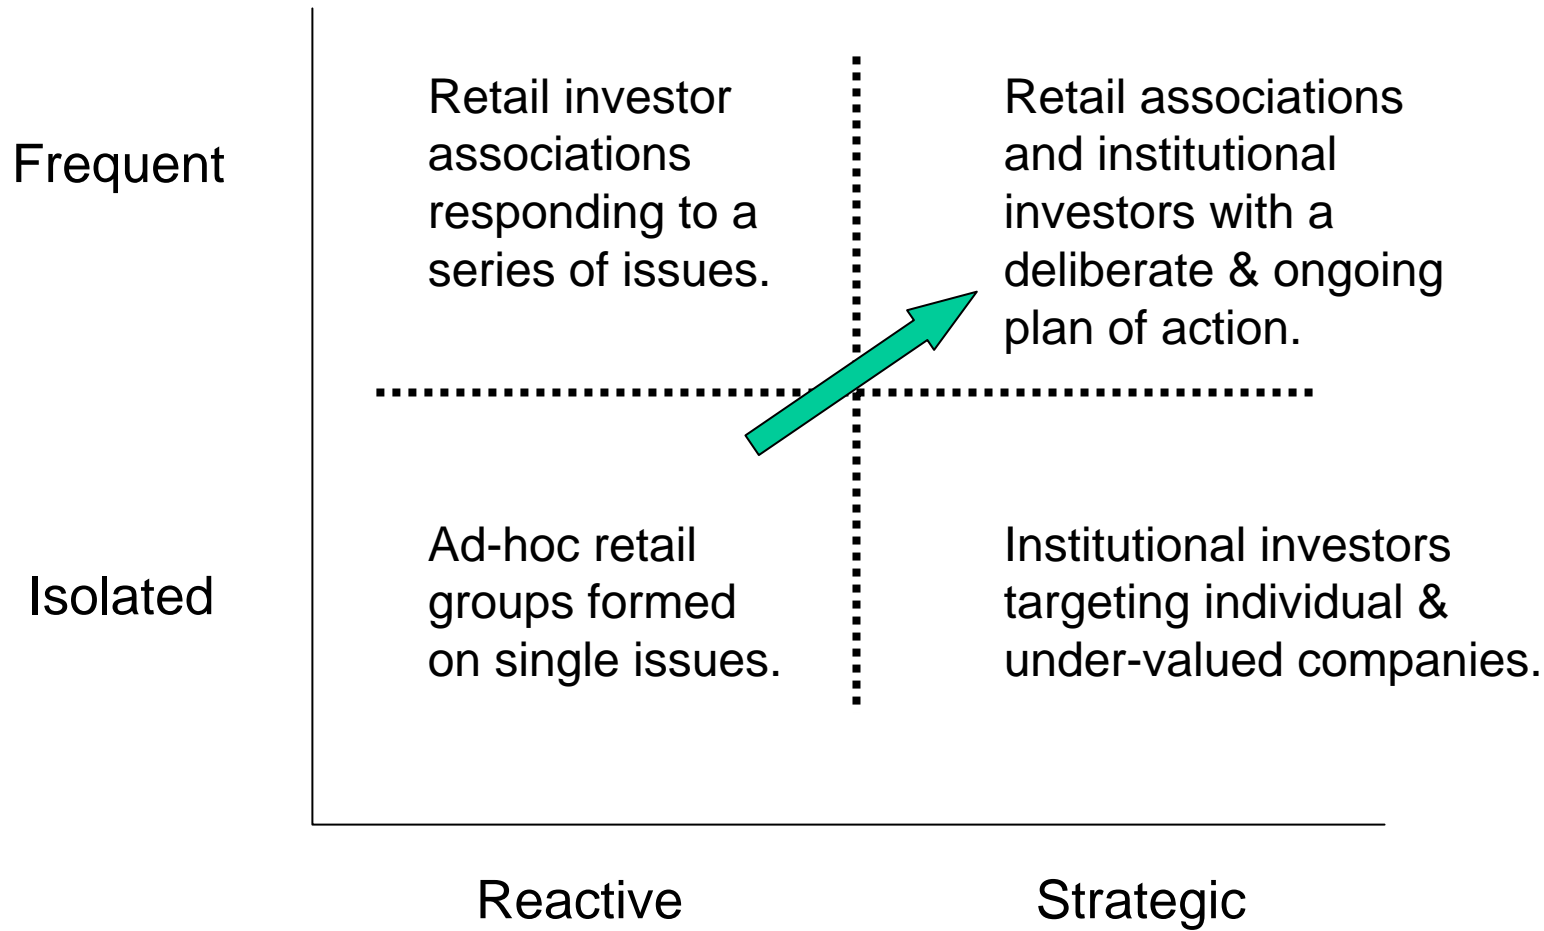 Frequent
Retail investor
associations
responding to a
series of issues.
Retail associations
and institutional
investors with a
deliberate & ongoing
plan of action.
Isolated
Ad-hoc retail
groups formed
on single issues.
Institutional investors
targeting individual &
under-valued companies.
Reactive
Strategic